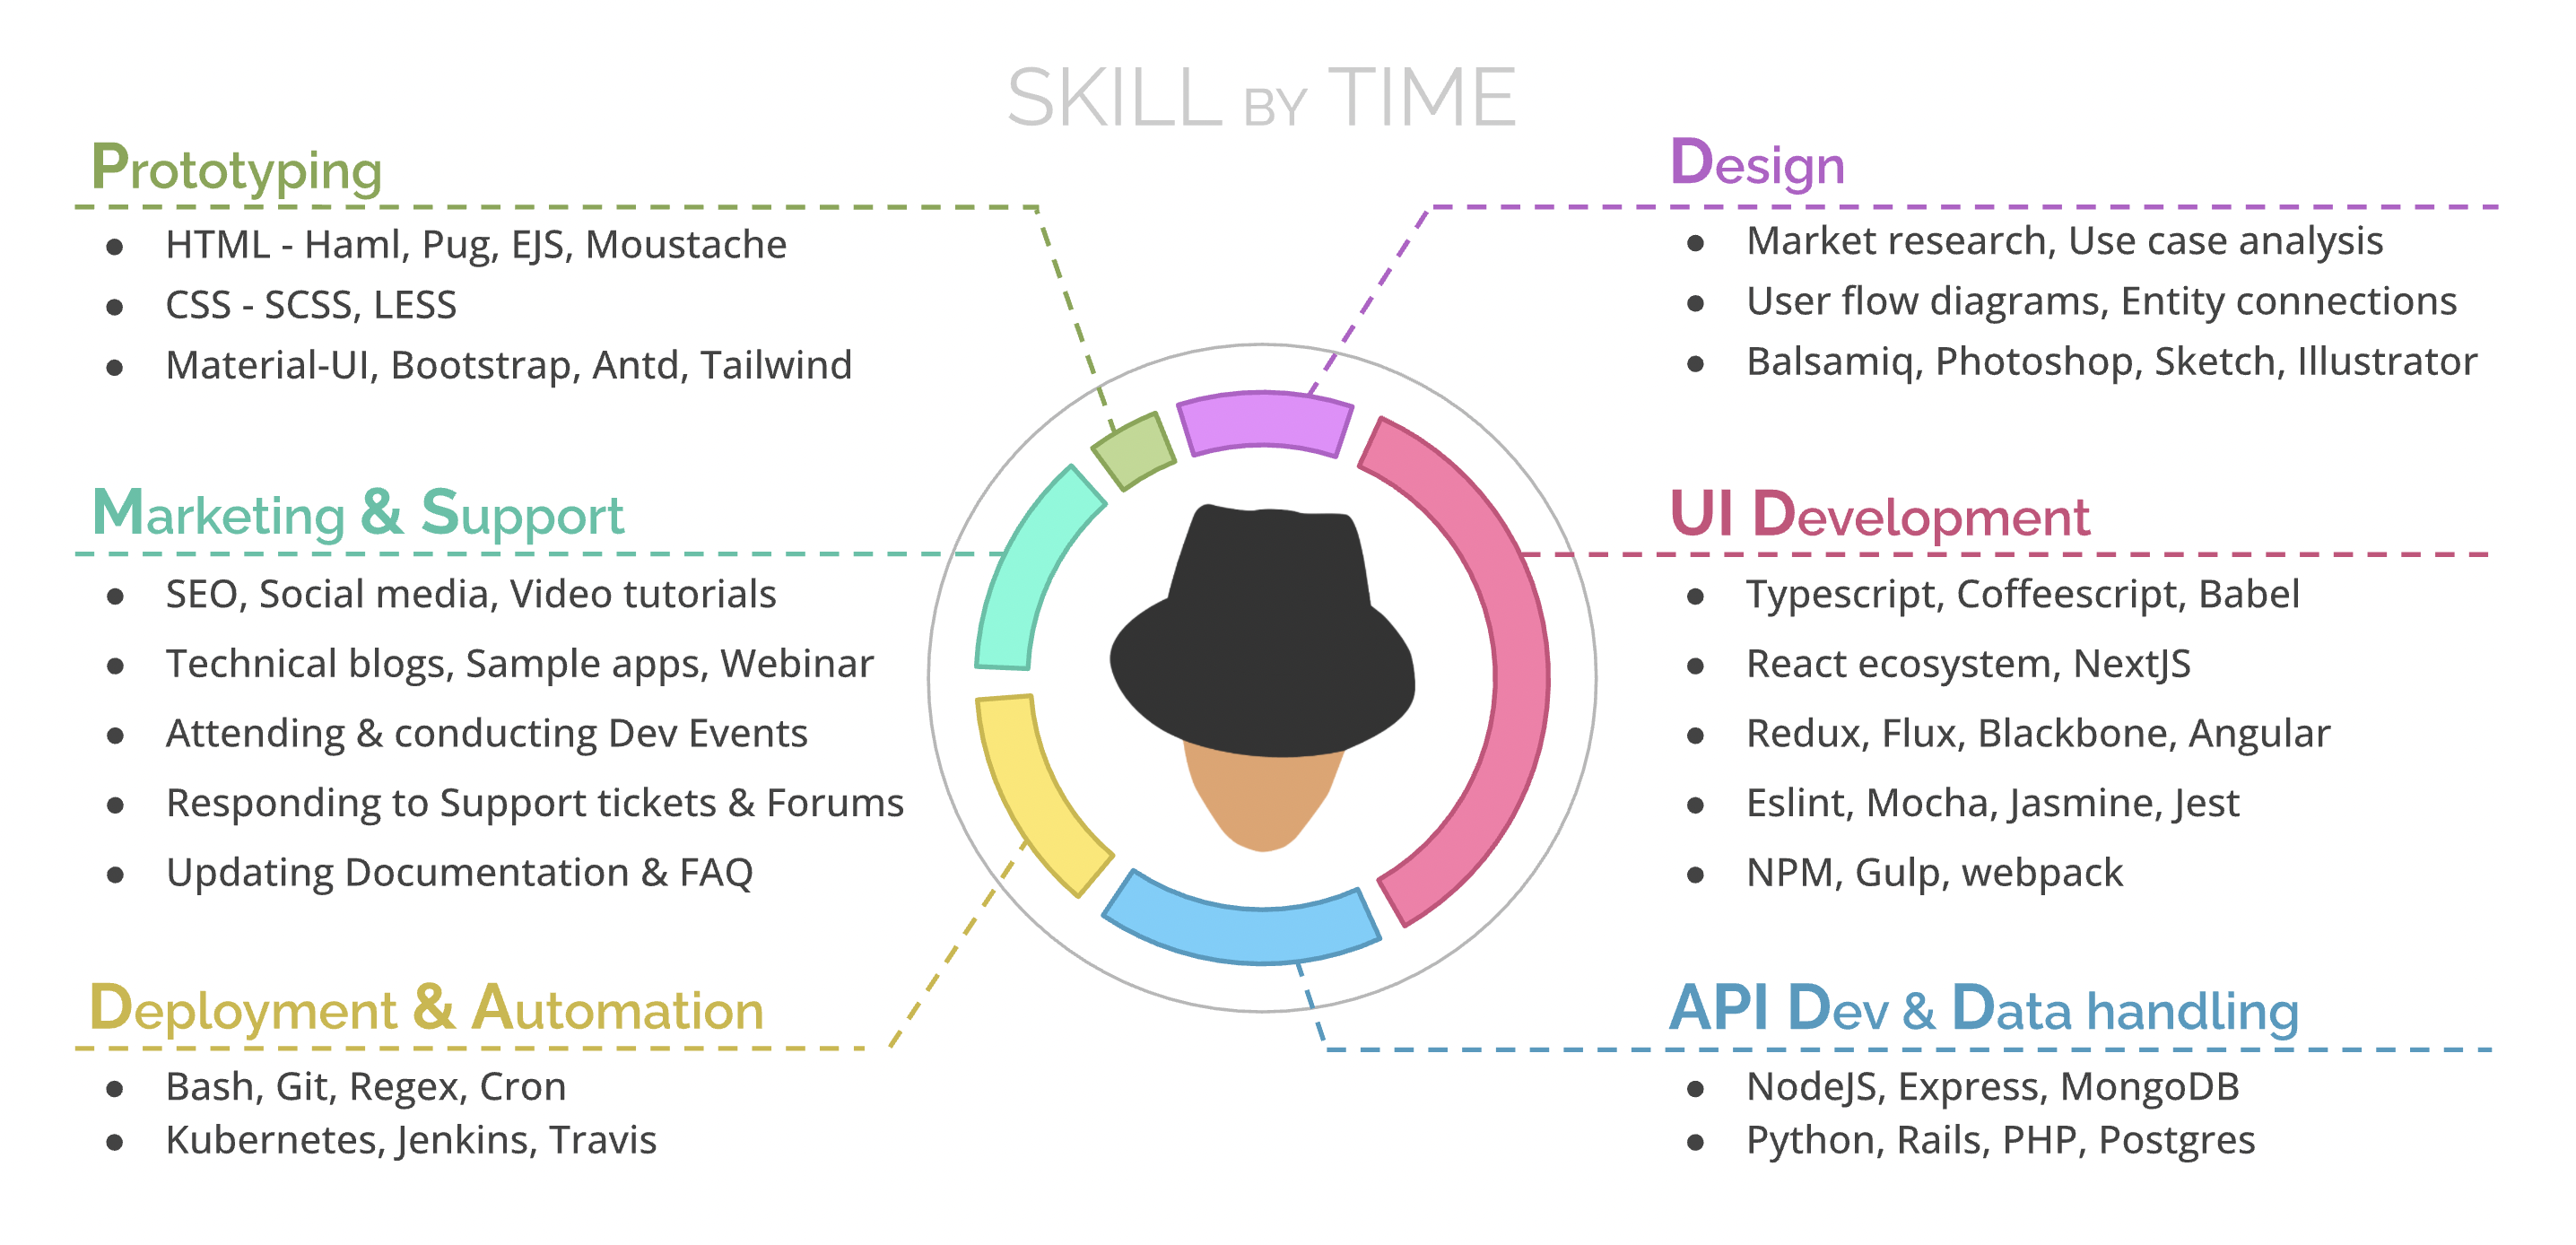 SKILL BY TIME
Prototyping
● HTML - Haml, Pug, EJS, Moustache
● CSS - SCSS, LESS
● Material-UI, Bootstrap, Antd, Tailwind
Marketing & Support
● SEO, Social media, Video tutorials
● Technical blogs, Sample apps, Webinar
● Attending & conducting Dev Events
● Responding to Support tickets & Forums
● Updating Documentation & FAQ
Deployment & Automation
● Bash, Git, Regex, Cron
● Kubernetes, Jenkins, Travis
Design
● Market research, Use case analysis
● User flow diagrams, Entity connections
● Balsamiq, Photoshop, Sketch, Illustrator
UI Development
● Typescript, Coffeescript, Babel
● React ecosystem, NextJS
● Redux, Flux, Blackbone, Angular
● Eslint, Mocha, Jasmine, Jest
● NPM, Gulp, webpack
API Dev & Data handling
● NodeJS, Express, MongoDB
● Python, Rails, PHP, Postgres